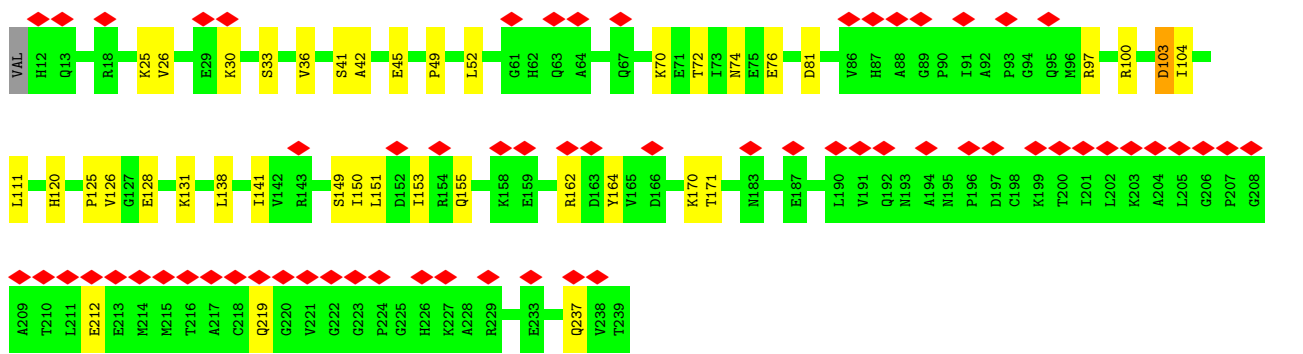 VAL H12 Q13 R18 K25 V26 E29 K30 S33 V36 S41 A42 E45 P49 L52 G61 H62 Q63 A64 Q67 K70 E71 T72 I73 N74 E75 E76 D81 V86 H87 A88 G89 P90 I91 A92 P93 G94 Q95 M96 R97 R100 D103 I104
L111 H120 P125 V126 G127 E128 K131 L138 I141 V142 R143 S149 I150 L151 D152 I153 R154 Q155 K158 E159 R162 D163 Y164 V165 D166 K170 T171 N183 E187 L190 V191 Q192 N193 A194 N195 P196 D197 C198 K199 T200 I201 L202 K203 A204 L205 G206 P207 G208
A209 T210 L211 E212 E213 M214 M215 T216 A217 C218 Q219 G220 V221 G222 G223 P224 G225 H226 K227 A228 R229 E233 Q237 V238 T239